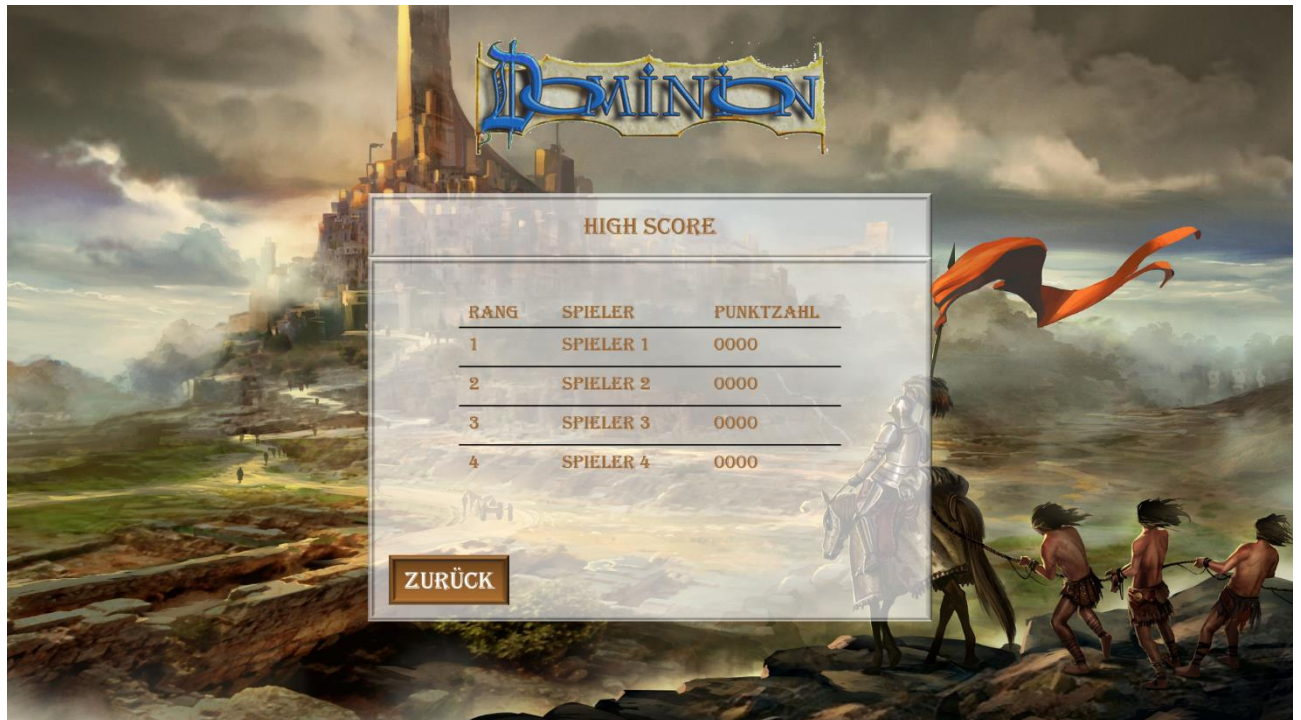 DOMINION
HIGH SCORE
RANG SPIELER PUNKTZAHL
1 SPIELER 1 0000
2 SPIELER 2 0000
3 SPIELER 3 0000
4 SPIELER 4 0000
ZURÜCK